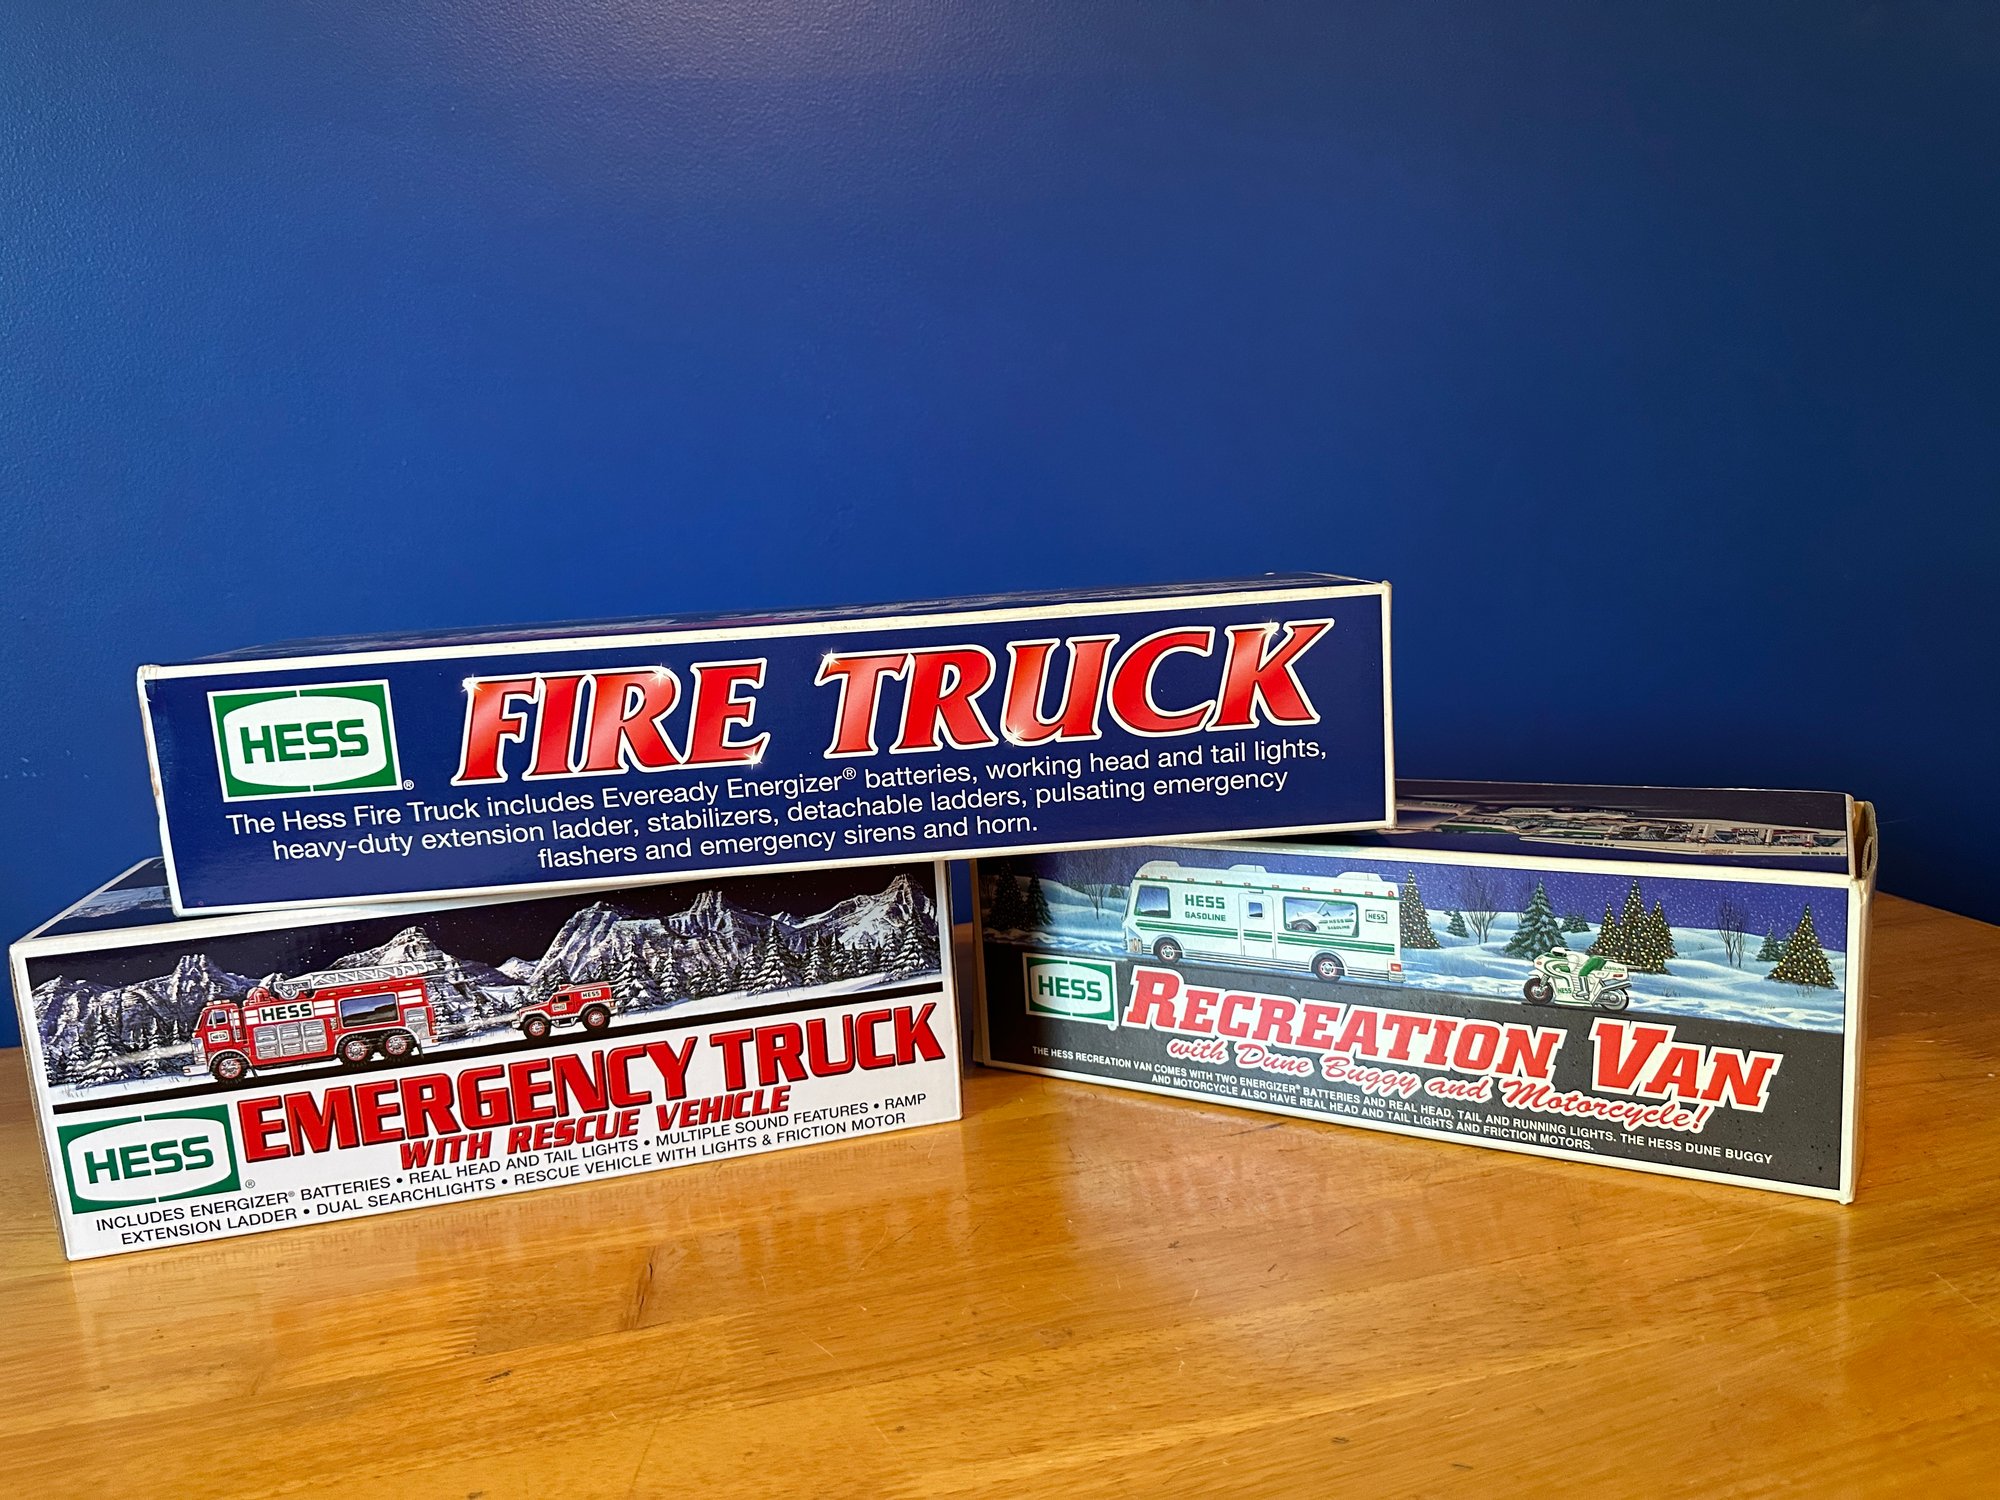 HESS
®
FIRE TRUCK
The Hess Fire Truck includes Eveready Energizer® batteries, working head and tail lights,
heavy-duty extension ladder, stabilizers, detachable ladders, pulsating emergency
flashers and emergency sirens and horn.
HESS
HESS
EMERGENCY TRUCK
WITH RESCUE VEHICLE
HESS
®
INCLUDES ENERGIZER® BATTERIES • REAL HEAD AND TAIL LIGHTS • MULTIPLE SOUND FEATURES • RAMP
EXTENSION LADDER • DUAL SEARCHLIGHTS • RESCUE VEHICLE WITH LIGHTS & FRICTION MOTOR
HESS
GASOLINE
HESS
GASOLINE
HESS
HESS
HESS
RECREATION VAN
with Dune Buggy and Motorcycle!
THE HESS RECREATION VAN COMES WITH TWO ENERGIZER® BATTERIES AND REAL HEAD, TAIL AND RUNNING LIGHTS. THE HESS DUNE BUGGY
AND MOTORCYCLE ALSO HAVE REAL HEAD AND TAIL LIGHTS AND FRICTION MOTORS.